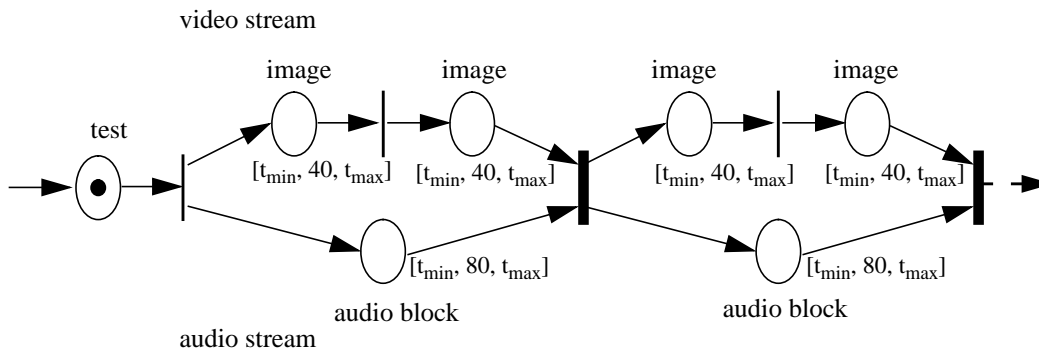 video stream
image image image image
test
[t_min, 40, t_max] [t_min, 40, t_max] [t_min, 40, t_max] [t_min, 40, t_max]
[t_min, 80, t_max] [t_min, 80, t_max]
audio block audio block
audio stream